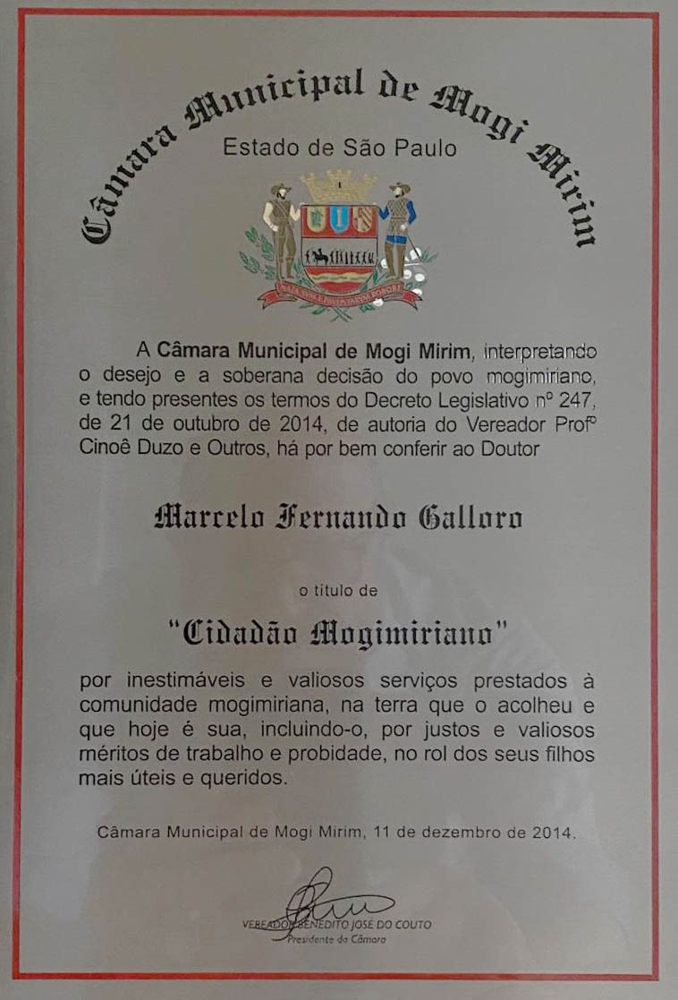 Câmara Municipal de Mogi Mirim
Estado de São Paulo
A Câmara Municipal de Mogi Mirim, interpretando
o desejo e a soberana decisão do povo mogimiriano,
e tendo presentes os termos do Decreto Legislativo nº 247,
de 21 de outubro de 2014, de autoria do Vereador Profº
Cinoê Duzo e Outros, há por bem conferir ao Doutor
Marcelo Fernando Galloro
o título de
“Cidadão Mogimiriano”
por inestimáveis e valiosos serviços prestados à
comunidade mogimiriana, na terra que o acolheu e
que hoje é sua, incluindo-o, por justos e valiosos
méritos de trabalho e probidade, no rol dos seus filhos
mais úteis e queridos.
Câmara Municipal de Mogi Mirim, 11 de dezembro de 2014.
VEREADOR BENEDITO JOSÉ DO COUTO
Presidente da Câmara